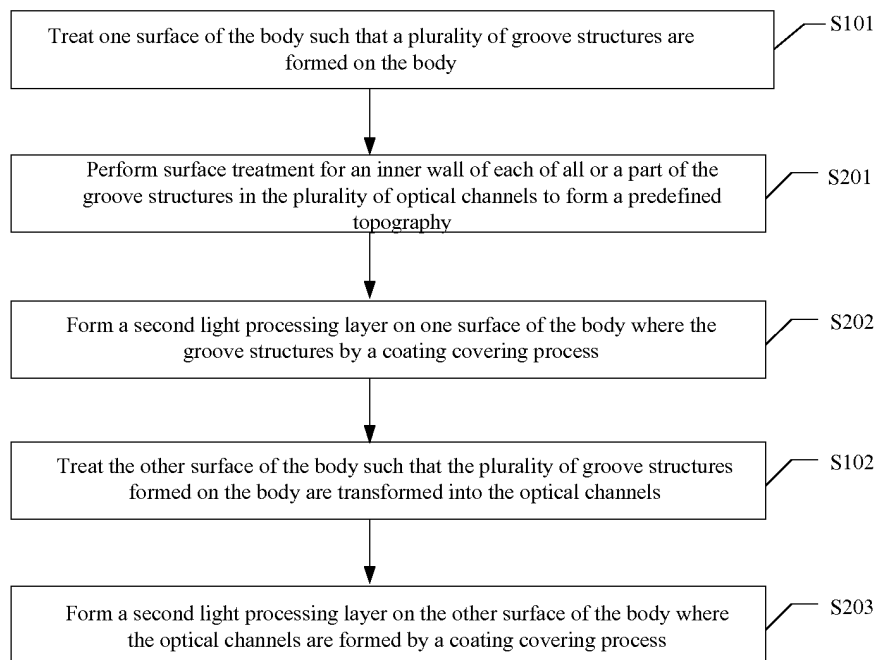 Treat one surface of the body such that a plurality of groove structures are
formed on the body
S101
Perform surface treatment for an inner wall of each of all or a part of the
groove structures in the plurality of optical channels to form a predefined
topography
S201
Form a second light processing layer on one surface of the body where the
groove structures by a coating covering process
S202
Treat the other surface of the body such that the plurality of groove structures
formed on the body are transformed into the optical channels
S102
Form a second light processing layer on the other surface of the body where
the optical channels are formed by a coating covering process
S203